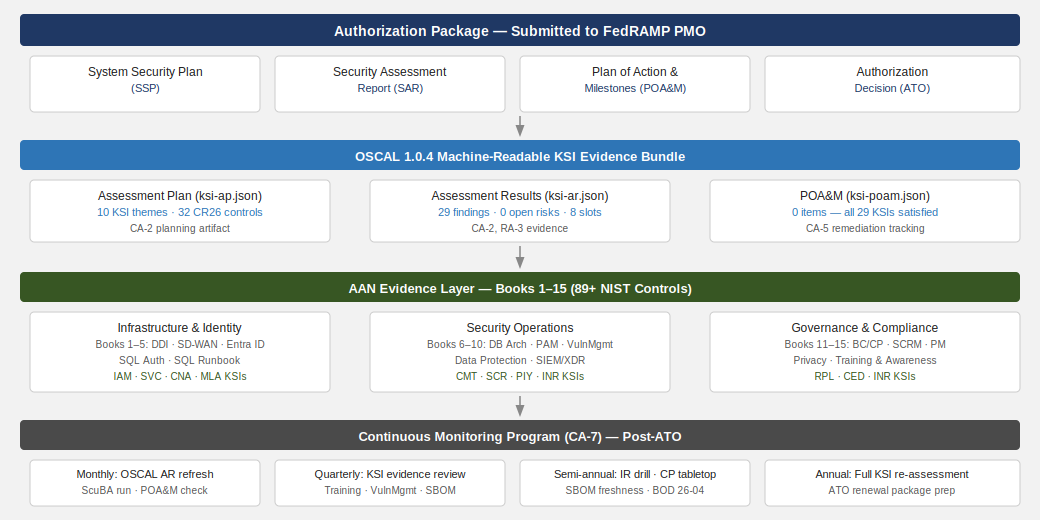 Authorization Package — Submitted to FedRAMP PMO
System Security Plan
(SSP)
Security Assessment
Report (SAR)
Plan of Action &
Milestones (POA&M)
Authorization
Decision (ATO)
OSCAL 1.0.4 Machine-Readable KSI Evidence Bundle
Assessment Plan (ksi-ap.json)
10 KSI themes · 32 CR26 controls
CA-2 planning artifact
Assessment Results (ksi-ar.json)
29 findings · 0 open risks · 8 slots
CA-2, RA-3 evidence
POA&M (ksi-poam.json)
0 items — all 29 KSIs satisfied
CA-5 remediation tracking
AAN Evidence Layer — Books 1–15 (89+ NIST Controls)
Infrastructure & Identity
Books 1–5: DDI · SD-WAN · Entra ID
SQL Auth · SQL Runbook
IAM · SVC · CNA · MLA KSIs
Security Operations
Books 6–10: DB Arch · PAM · VulnMgmt
Data Protection · SIEM/XDR
CMT · SCR · PIY · INR KSIs
Governance & Compliance
Books 11–15: BC/CP · SCRM · PM
Privacy · Training & Awareness
RPL · CED · INR KSIs
Continuous Monitoring Program (CA-7) — Post-ATO
Monthly: OSCAL AR refresh
ScuBA run · POA&M check
Quarterly: KSI evidence review
Training · VulnMgmt · SBOM
Semi-annual: IR drill · CP tabletop
SBOM freshness · BOD 26-04
Annual: Full KSI re-assessment
ATO renewal package prep